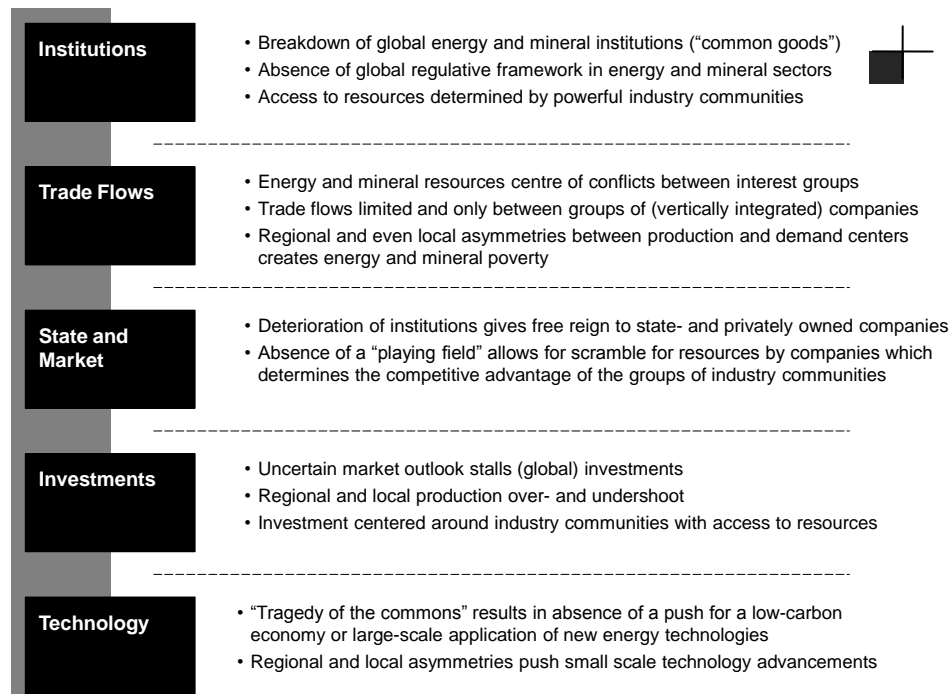 Institutions
• Breakdown of global energy and mineral institutions (“common goods”)
• Absence of global regulative framework in energy and mineral sectors
• Access to resources determined by powerful industry communities
Trade Flows
• Energy and mineral resources centre of conflicts between interest groups
• Trade flows limited and only between groups of (vertically integrated) companies
• Regional and even local asymmetries between production and demand centers
creates energy and mineral poverty
State and
Market
• Deterioration of institutions gives free reign to state- and privately owned companies
• Absence of a “playing field” allows for scramble for resources by companies which
determines the competitive advantage of the groups of industry communities
Investments
• Uncertain market outlook stalls (global) investments
• Regional and local production over- and undershoot
• Investment centered around industry communities with access to resources
Technology
• “Tragedy of the commons” results in absence of a push for a low-carbon
economy or large-scale application of new energy technologies
• Regional and local asymmetries push small scale technology advancements